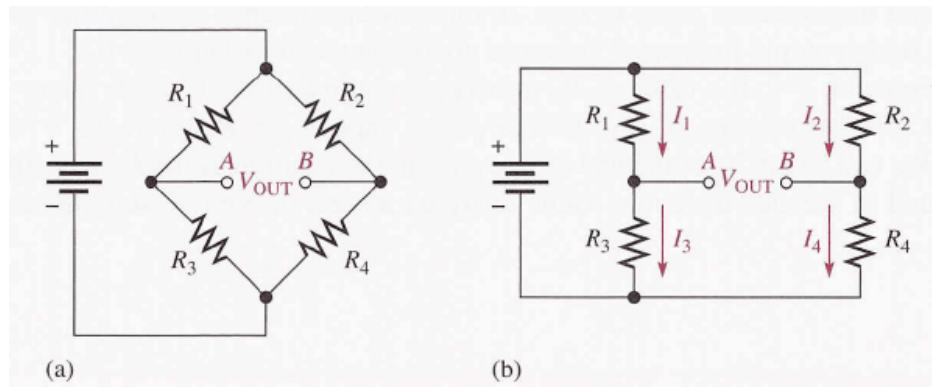 R1
R2
+
A
VOUT
B
−
R3
R4
(a)
+
R1
I1
I2
R2
A
VOUT
B
−
R3
I3
I4
R4
(b)